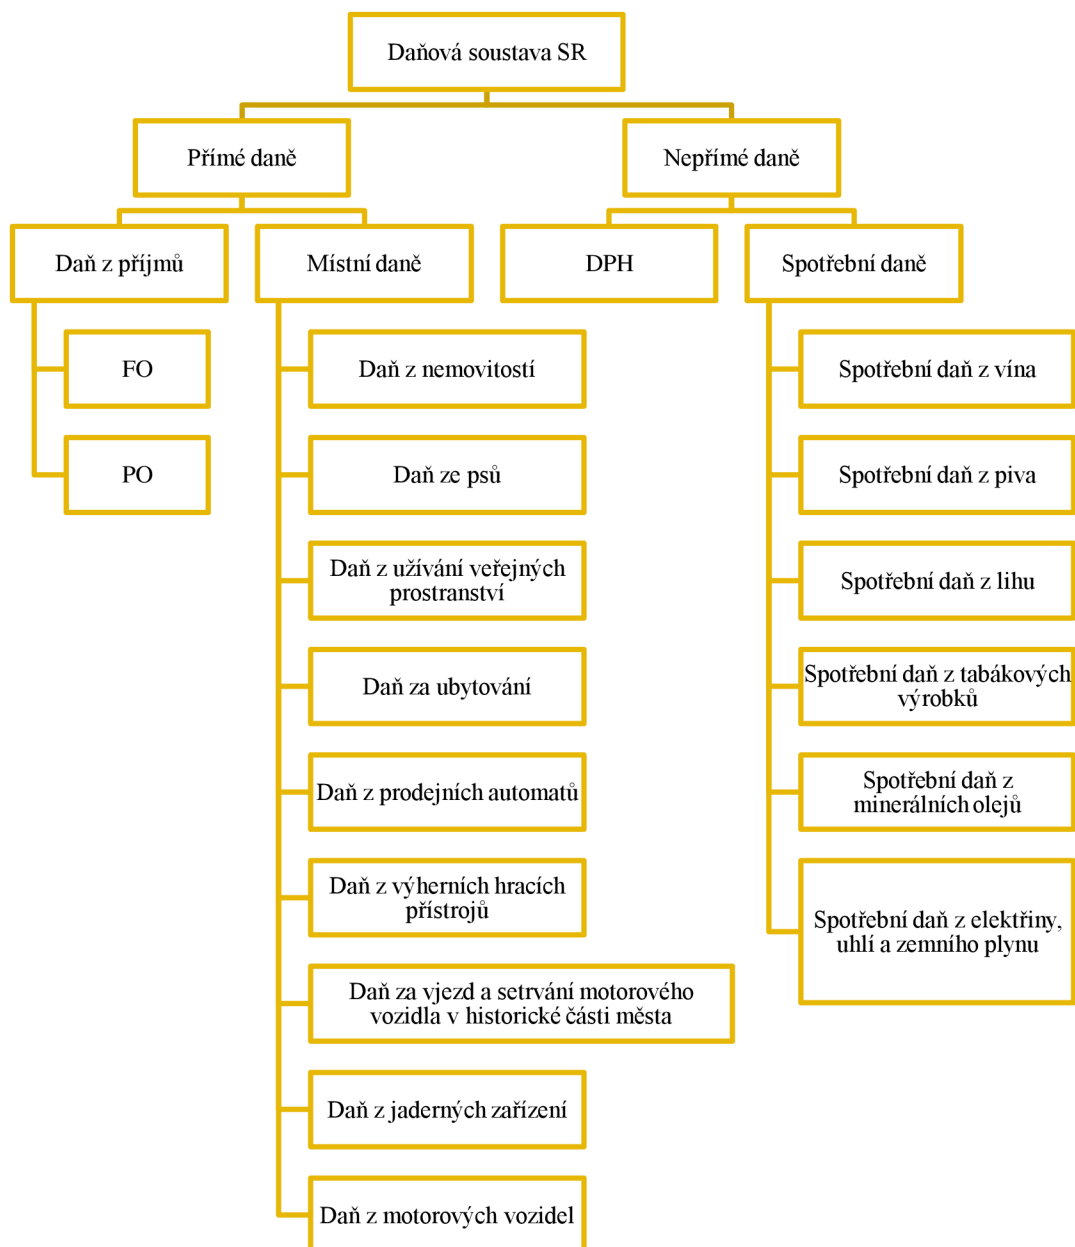 Daňová soustava SR
Přímé daně
Nepřímé daně
Daň z příjmů
Místní daně
DPH
Spotřební daně
FO
PO
Daň z nemovitostí
Daň ze psů
Daň z užívání veřejných
prostranství
Daň za ubytování
Daň z prodejních automatů
Daň z výherních hracích
přístrojů
Daň za vjezd a setrvání motorového
vozidla v historické části města
Daň z jaderných zařízení
Daň z motorových vozidel
Spotřební daň z vína
Spotřební daň z piva
Spotřební daň z lihu
Spotřební daň z tabákových
výrobků
Spotřební daň z
minerálních olejů
Spotřební daň z elektřiny,
uhlí a zemního plynu